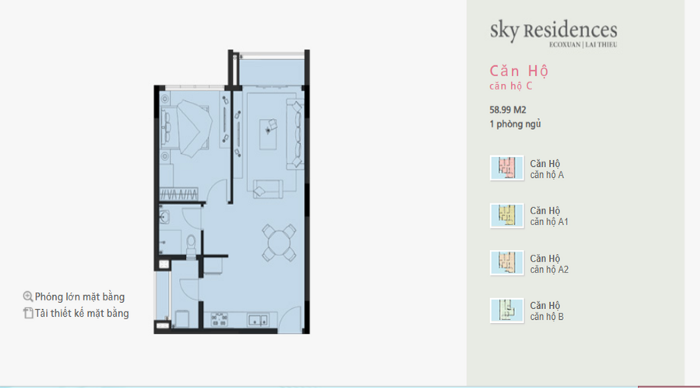 Sky Residences
ECOXUAN | LAI THIEU
Căn Hộ
căn hộ C
58.99 M2
1 phòng ngủ
Căn Hộ
căn hộ A
Căn Hộ
căn hộ A1
Căn Hộ
căn hộ A2
Căn Hộ
căn hộ B
Phóng lớn mặt bằng
Tải thiết kế mặt bằng